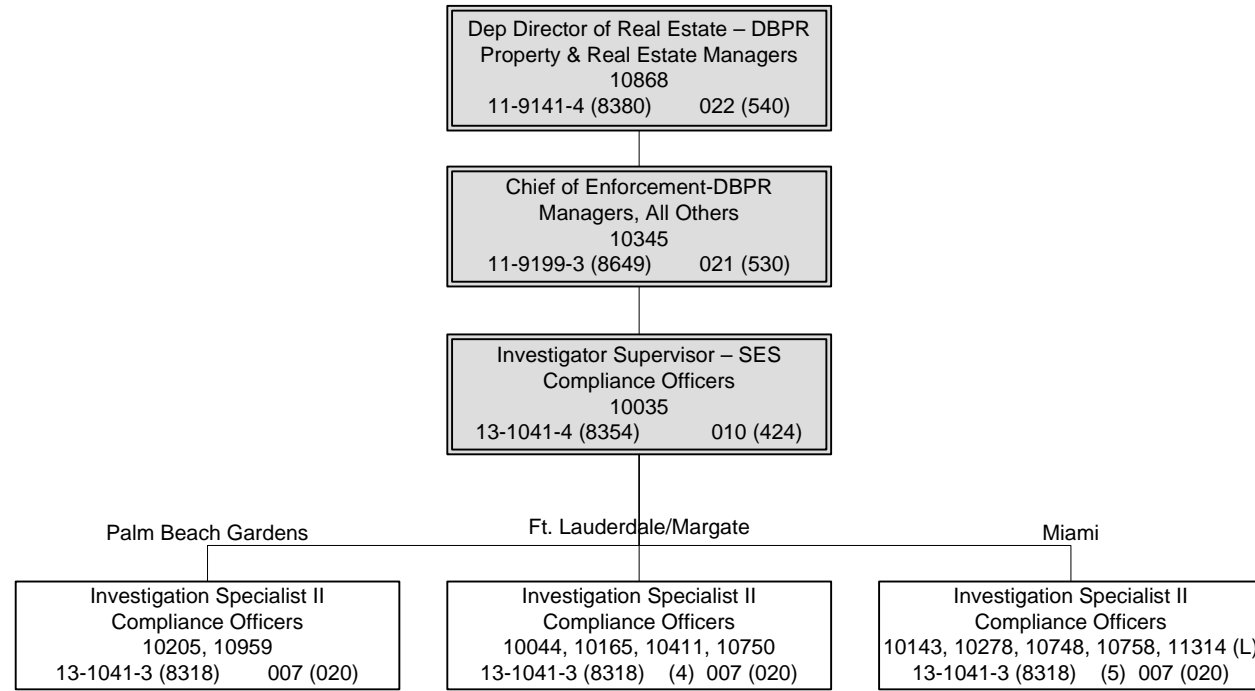 Dep Director of Real Estate – DBPR
Property & Real Estate Managers
10868
11-9141-4 (8380) 022 (540)
Chief of Enforcement-DBPR
Managers, All Others
10345
11-9199-3 (8649) 021 (530)
Investigator Supervisor – SES
Compliance Officers
10035
13-1041-4 (8354) 010 (424)
Palm Beach Gardens
Investigation Specialist II
Compliance Officers
10205, 10959
13-1041-3 (8318) 007 (020)
Ft. Lauderdale/Margate
Investigation Specialist II
Compliance Officers
10044, 10165, 10411, 10750
13-1041-3 (8318) (4) 007 (020)
Miami
Investigation Specialist II
Compliance Officers
10143, 10278, 10748, 10758, 11314 (L)
13-1041-3 (8318) (5) 007 (020)